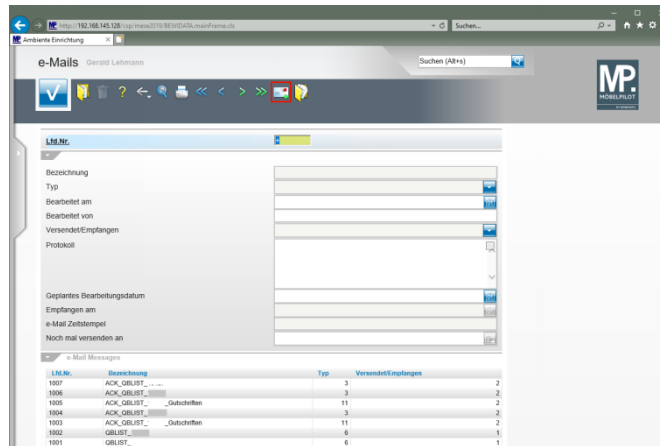 http://192.168.145.128/csp/mesa2019/BEWIDATA.mainFrame.cls
Suchen...
Ambiente Einrichtung
e-Mails Gerald Lehmann
Suchen (Alt+s)
MP.
MÖBELPILOT
Lfd.Nr.
Bezeichnung
Typ
Bearbeitet am
Bearbeitet von
Versendet/Empfangen
Protokoll
Geplantes Bearbeitungsdatum
Empfangen am
e-Mail Zeitstempel
Noch mal versenden an
e-Mail Messages
Lfd.Nr. Bezeichnung Typ Versendet/Empfangen
1007 ACK_QBLIST_ 3 2
1006 ACK_QBLIST_ 3 2
1005 ACK_QBLIST_ _Gutschriften 11 2
1004 ACK_QBLIST_ 3 2
1003 ACK_QBLIST_ _Gutschriften 11 2
1002 QBLIST_ 6 1
1001 QBLIST_ 6 1